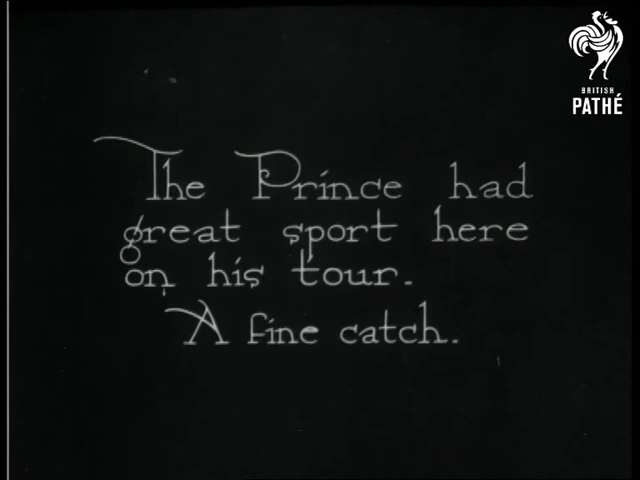 BRITISH
PATHÉ
The Prince had
great sport here
on his tour.
A fine catch.